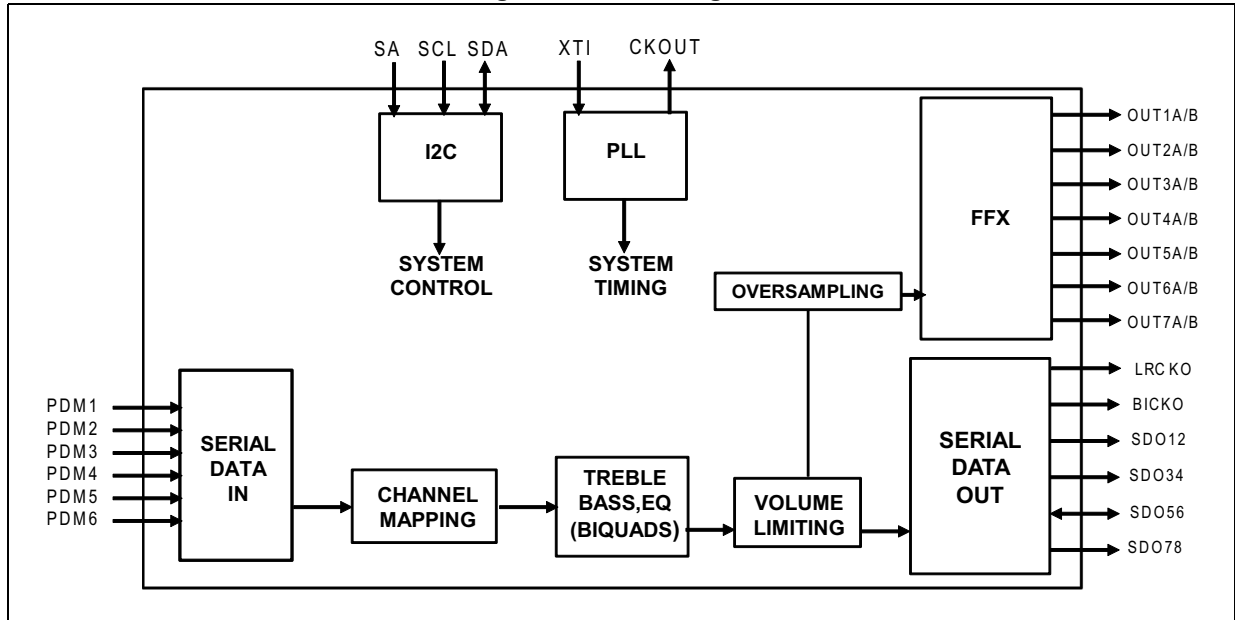 SA SCL SDA XTI CKOUT
I2C
PLL
SYSTEM
CONTROL
SYSTEM
TIMING
OVERSAMPLING
FFX
OUT1A/B
OUT2A/B
OUT3A/B
OUT4A/B
OUT5A/B
OUT6A/B
OUT7A/B
PDM1
PDM2
PDM3
PDM4
PDM5
PDM6
SERIAL
DATA
IN
CHANNEL
MAPPING
TREBLE
BASS,EQ
(BIQUADS)
VOLUME
LIMITING
SERIAL
DATA
OUT
LRCKO
BICKO
SDO12
SDO34
SDO56
SDO78